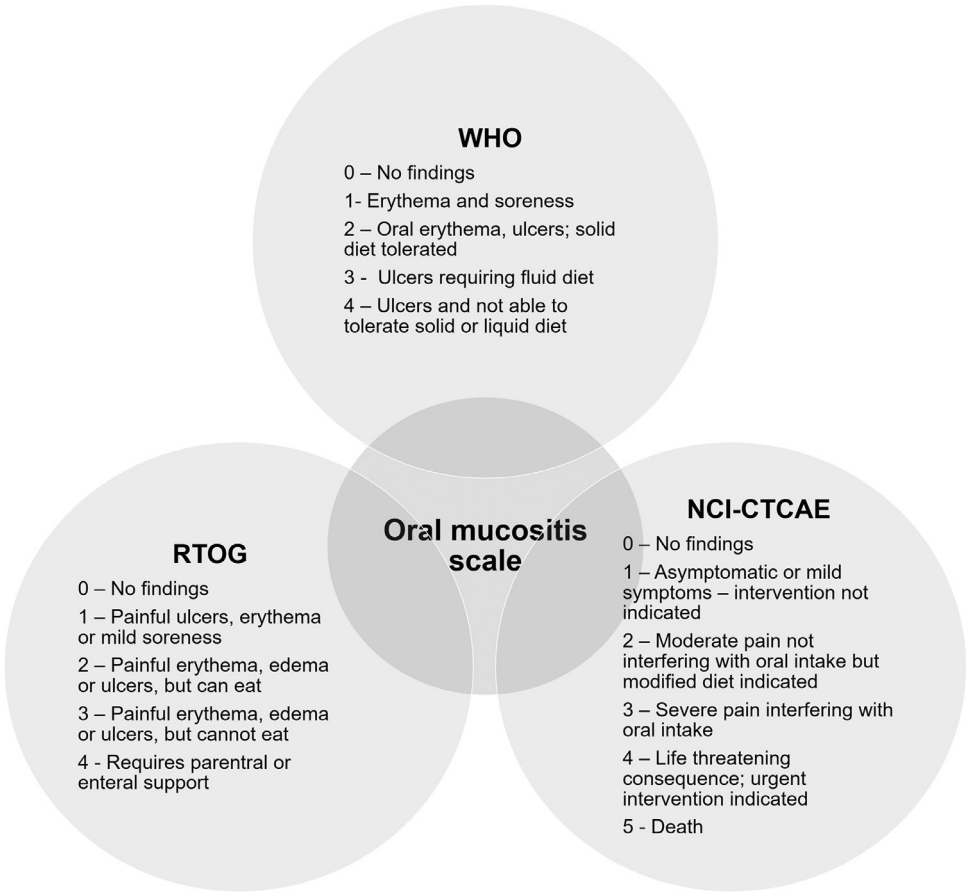 WHO
0 – No findings
1- Erythema and soreness
2 – Oral erythema, ulcers; solid
diet tolerated
3 -  Ulcers requiring fluid diet
4 – Ulcers and not able to
tolerate solid or liquid diet
Oral mucositis
scale
RTOG
0 – No findings
1 – Painful ulcers, erythema
or mild soreness
2 – Painful erythema, edema
or ulcers, but can eat
3 – Painful erythema, edema
or ulcers, but cannot eat
4 - Requires parentral or
enteral support
NCI-CTCAE
0 – No findings
1 – Asymptomatic or mild
symptoms – intervention not
indicated
2 – Moderate pain not
interfering with oral intake but
modified diet indicated
3 – Severe pain interfering with
oral intake
4 – Life threatening
consequence; urgent
intervention indicated
5 - Death